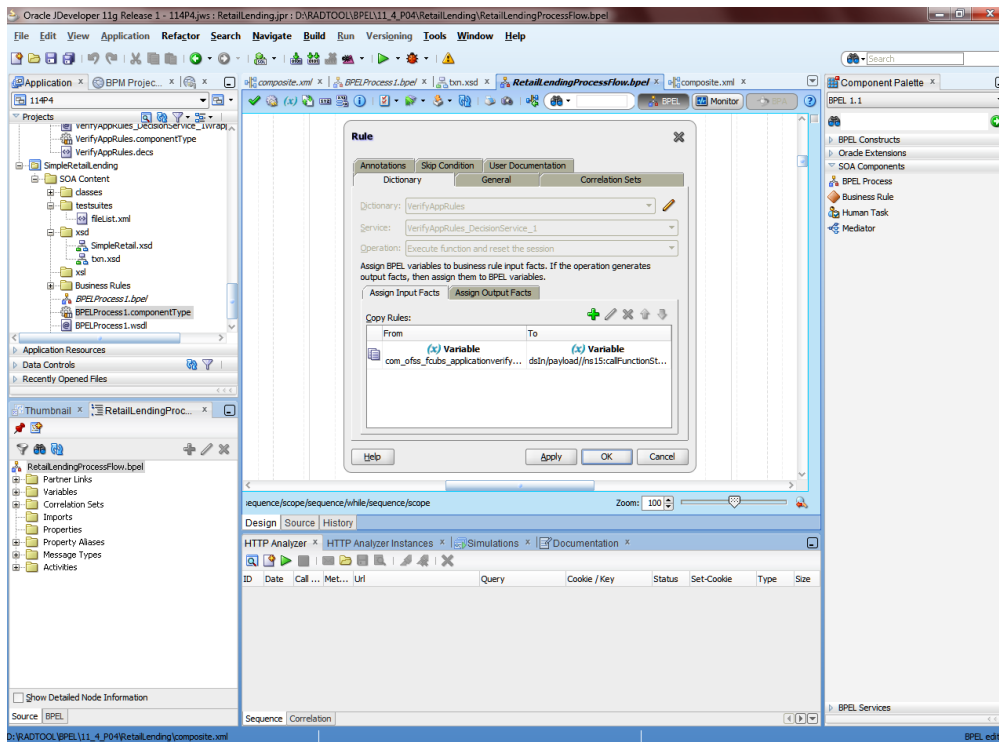 Oracle JDeveloper 11g Release 1 - 114P4.jws : RetailLending.jpr : D:\RADTOOL\BPEL\11_4_P04\RetailLending\RetailLendingProcessFlow.bpel
File Edit View Application Refactor Search Navigate Build Run Versioning Tools Window Help
Search
Application
BPM Projec...
composite.xml
BPELProcess1.bpel
txn.xsd
RetailLendingProcessFlow.bpel
composite.xml
Component Palette
114P4
BPEL
Monitor
BPA
BPEL 1.1
Projects
VerifyAppRules_DecisionService_1Wrapp
VerifyAppRules.componentType
VerifyAppRules.decs
SimpleRetailLending
SOA Content
classes
testsuites
fileList.xml
xsd
SimpleRetail.xsd
txn.xsd
xsl
Business Rules
BPELProcess1.bpel
BPELProcess1.componentType
BPELProcess1.wsdl
Application Resources
Data Controls
Recently Opened Files
Rule
Annotations Skip Condition User Documentation
Dictionary General Correlation Sets
Dictionary: VerifyAppRules
Service: VerifyAppRules_DecisionService_1
Operation: Execute function and reset the session
Assign BPEL variables to business rule input facts. If the operation generates
output facts, then assign them to BPEL variables.
Assign Input Facts Assign Output Facts
Copy Rules:
From To
(x) Variable (x) Variable
com_ofss_fcubs_applicationverify... dsIn/payload//ns15:callFunctionSt...
Help Apply OK Cancel
BPEL Constructs
Oracle Extensions
SOA Components
BPEL Process
Business Rule
Human Task
Mediator
Thumbnail
RetailLendingProc...
RetailLendingProcessFlow.bpel
Partner Links
Variables
Correlation Sets
Imports
Properties
Property Aliases
Message Types
Activities
equence/scope/sequence/while/sequence/scope
Zoom: 100
Design Source History
HTTP Analyzer HTTP Analyzer Instances Simulations Documentation
ID Date Call ... Met... Url Query Cookie / Key Status Set-Cookie Type Size
Show Detailed Node Information
Source BPEL
Sequence Correlation
BPEL Services
D:\RADTOOL\BPEL\11_4_P04\RetailLending\composite.xml
BPEL edit